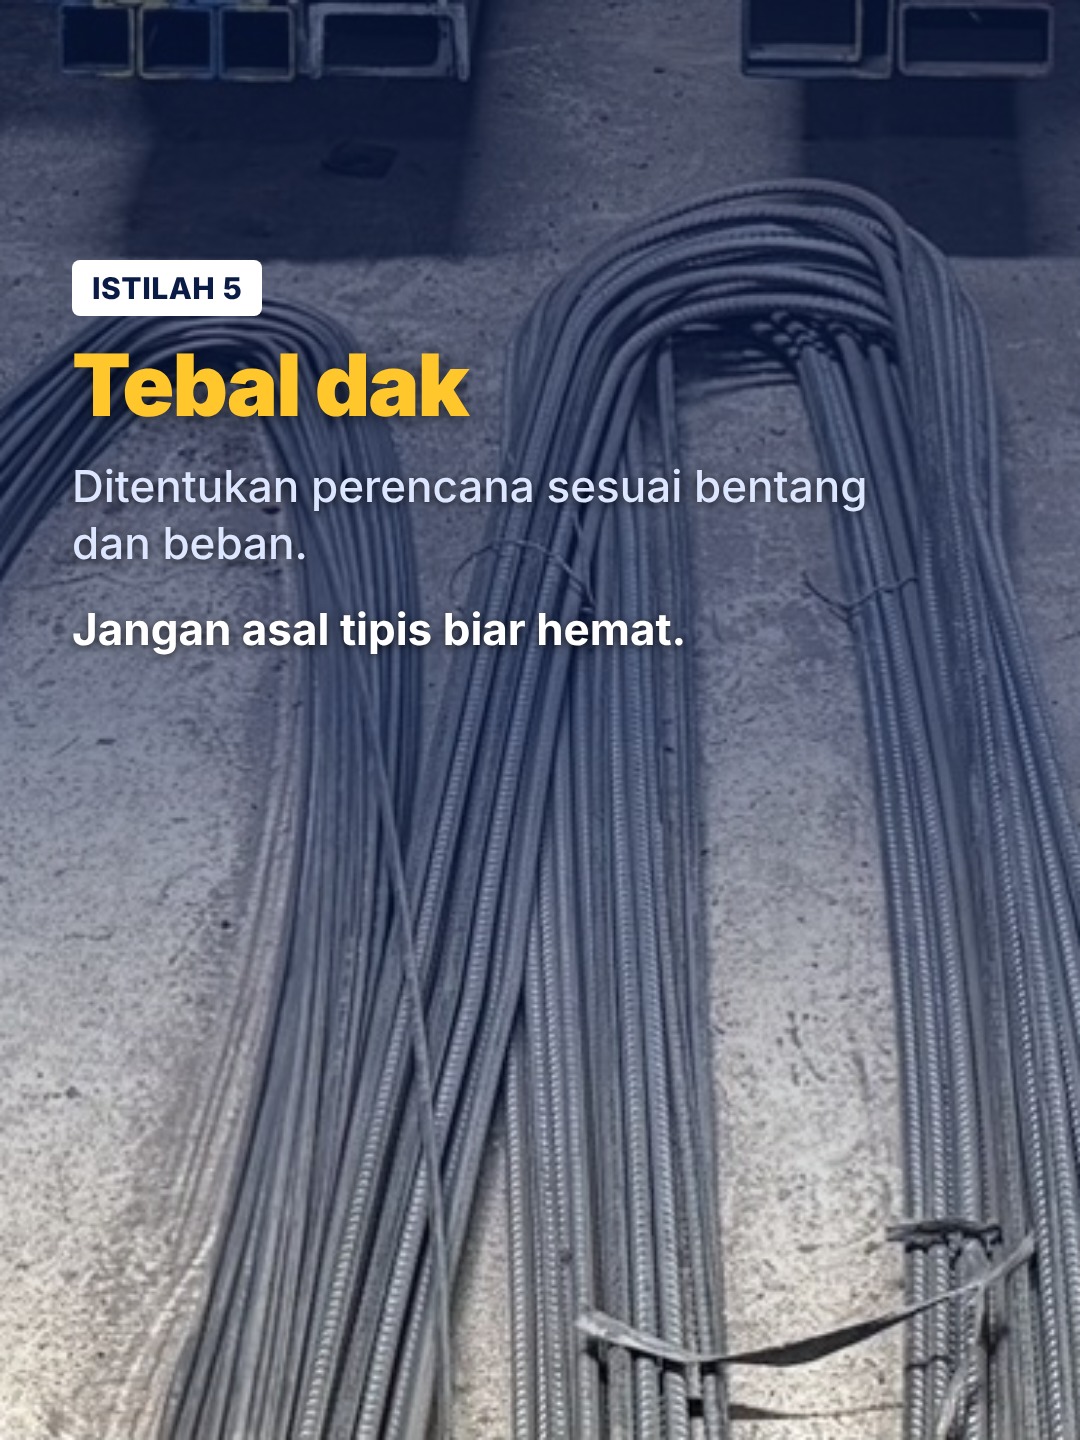 ISTILAH 5
Tebal dak
Ditentukan perencana sesuai bentang
dan beban.
Jangan asal tipis biar hemat.